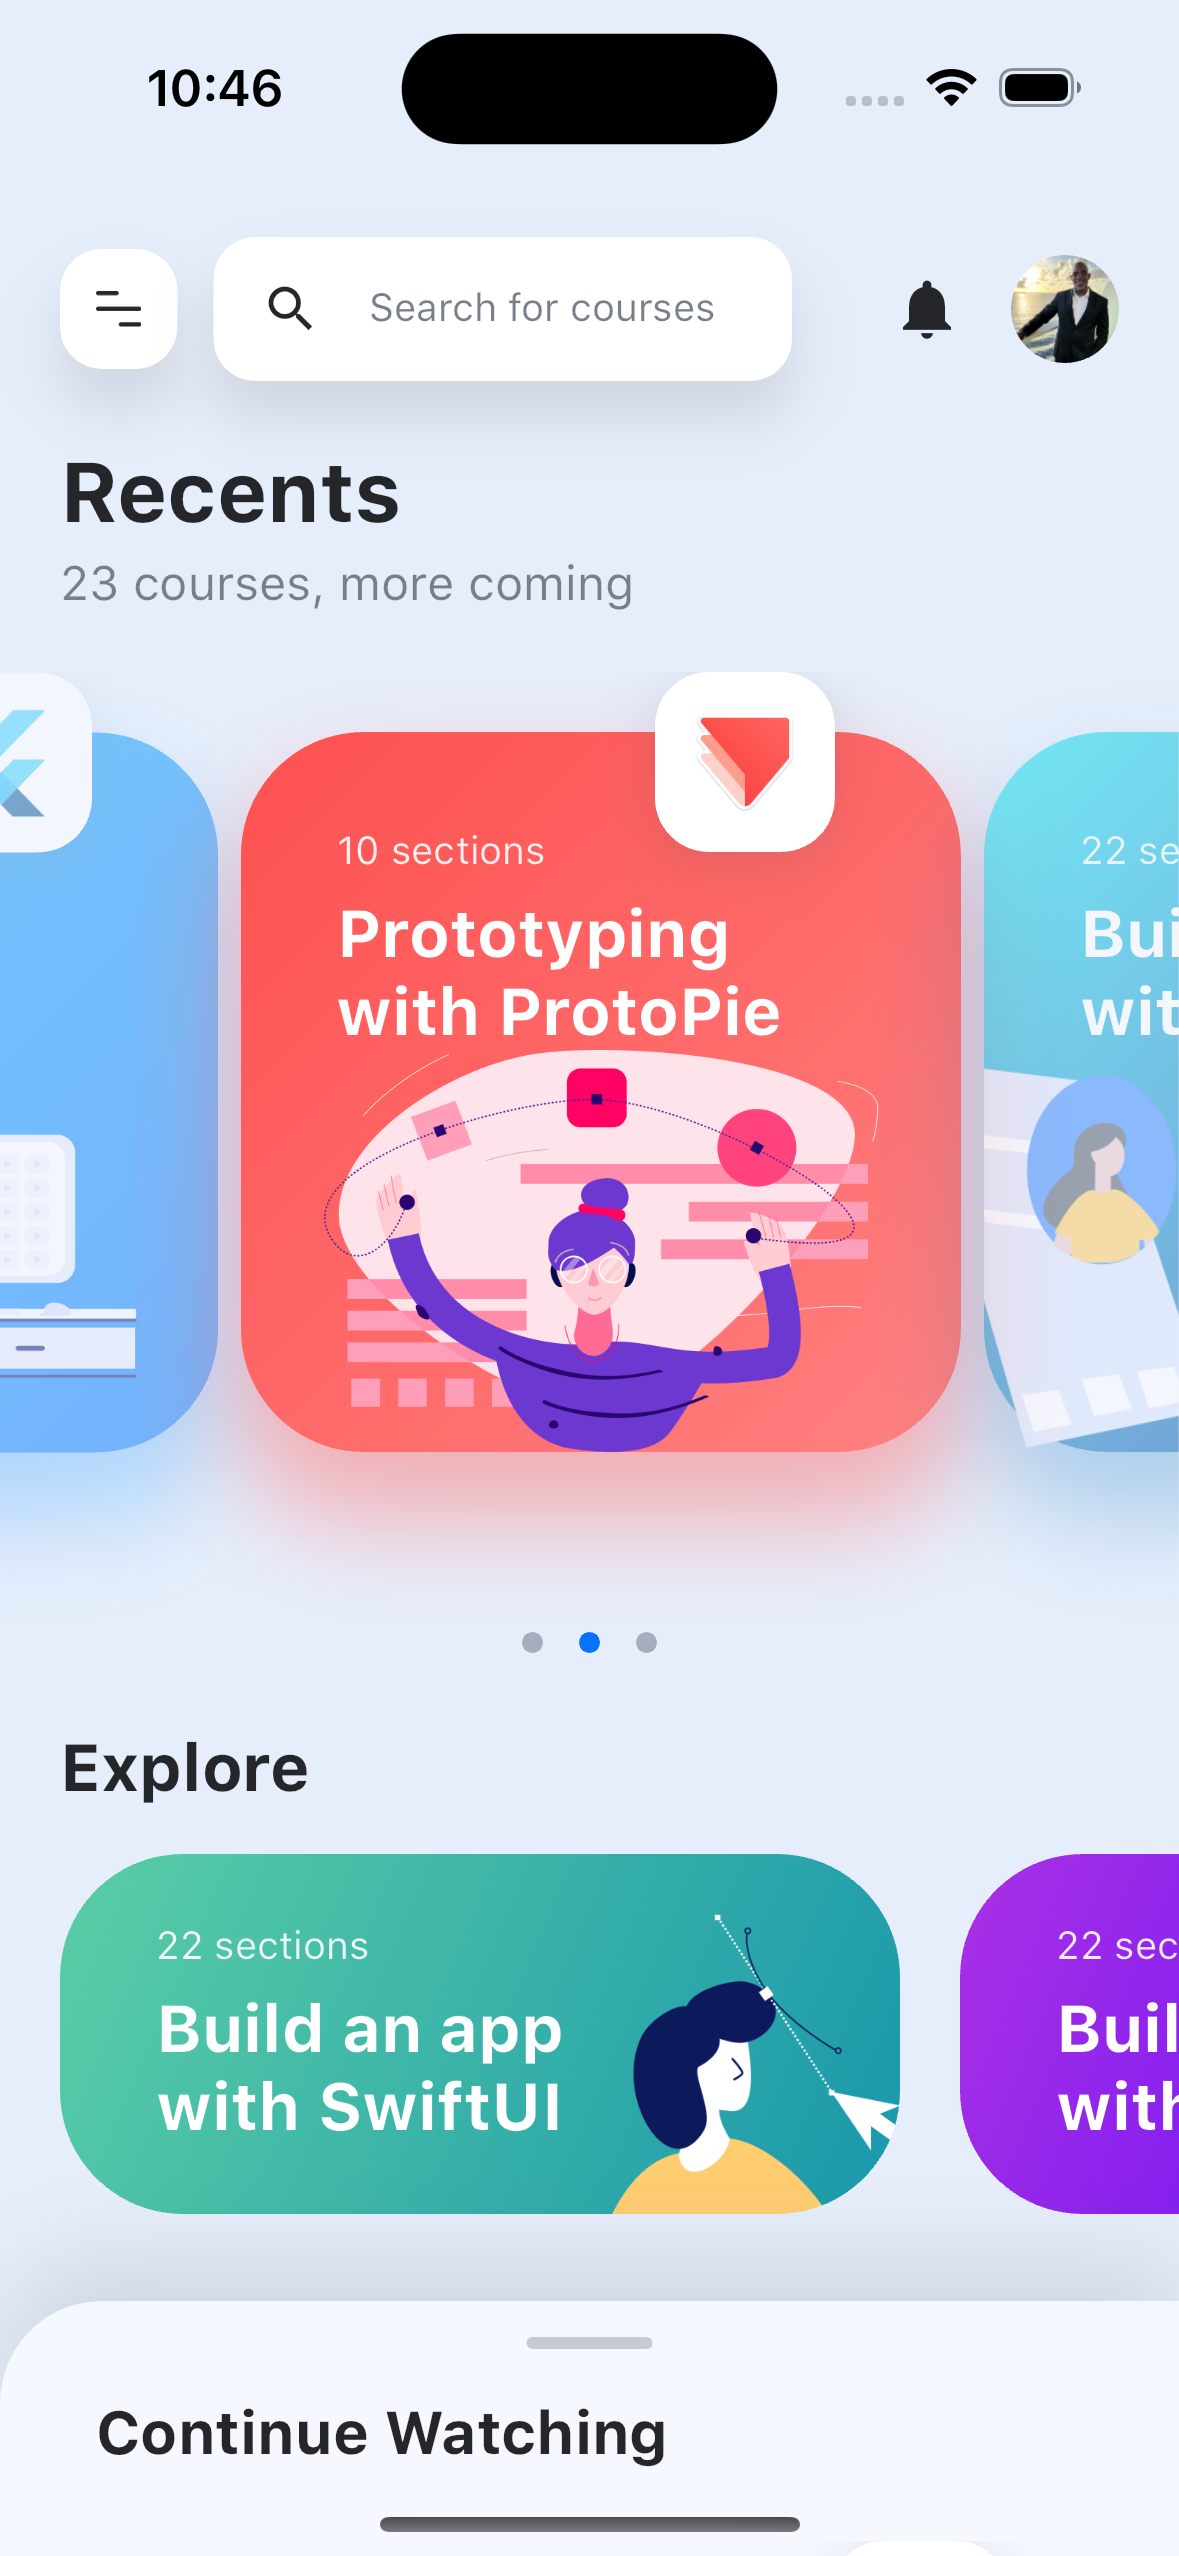 10:46
Search for courses
Recents
23 courses, more coming
10 sections
Prototyping
with ProtoPie
22 se
Bui
wit
Explore
22 sections
Build an app
with SwiftUI
22 sec
Buil
with
Continue Watching